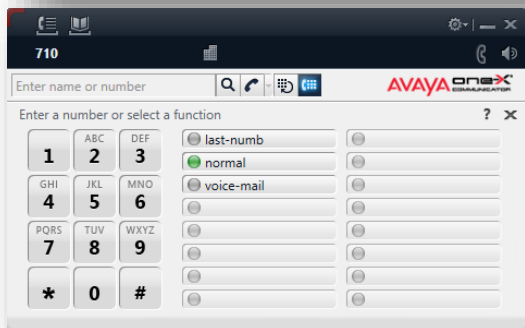 710
Enter name or number
AVAYA one-X
COMMUNICATOR
Enter a number or select a function ? X
1 ABC 2 DEF 3
GHI 4 JKL 5 MNO 6
PQRS 7 TUV 8 WXYZ 9
* 0 #
last-numb
normal
voice-mail